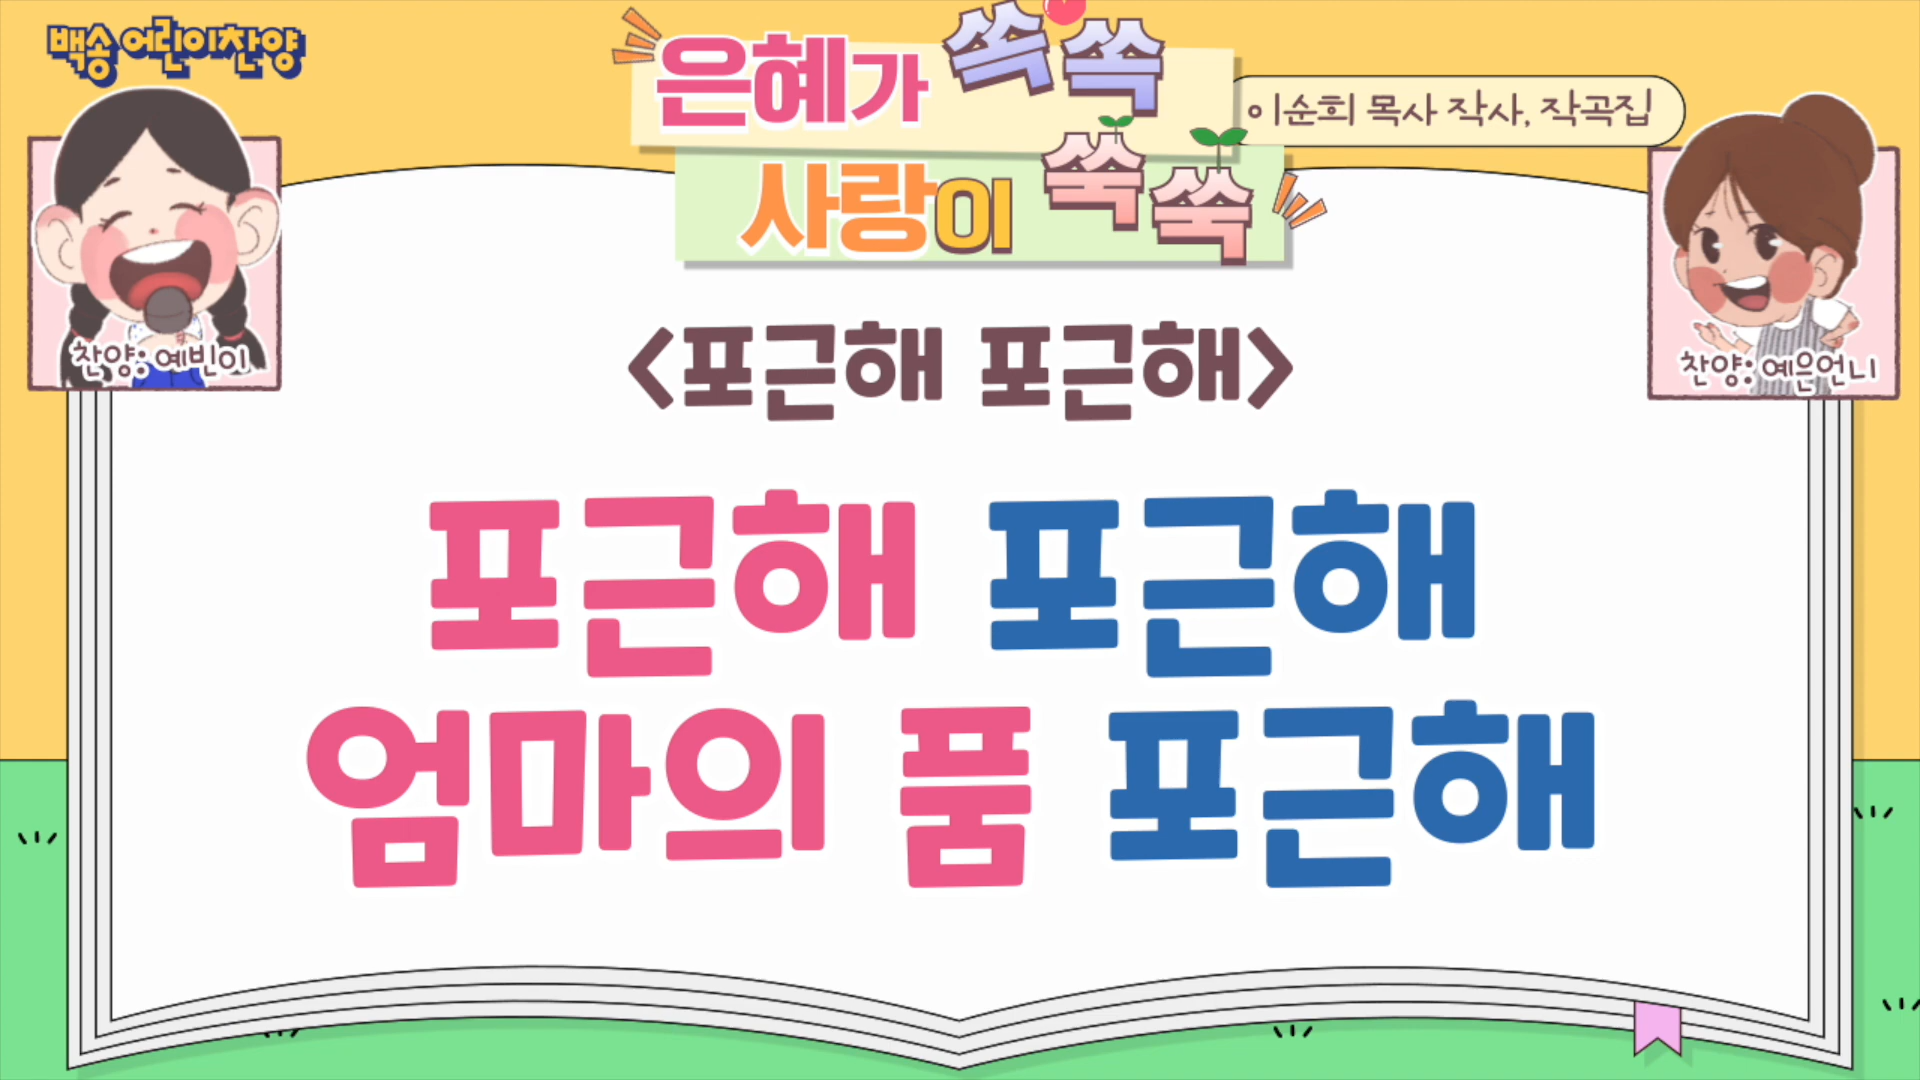 백송 어린이찬양
은혜가 쏙쏙
사랑이 쑥쑥
이순희 목사 작사, 작곡집
찬양: 예빈이
찬양: 예은언니
<포근해 포근해>
포근해 포근해
엄마의 품 포근해